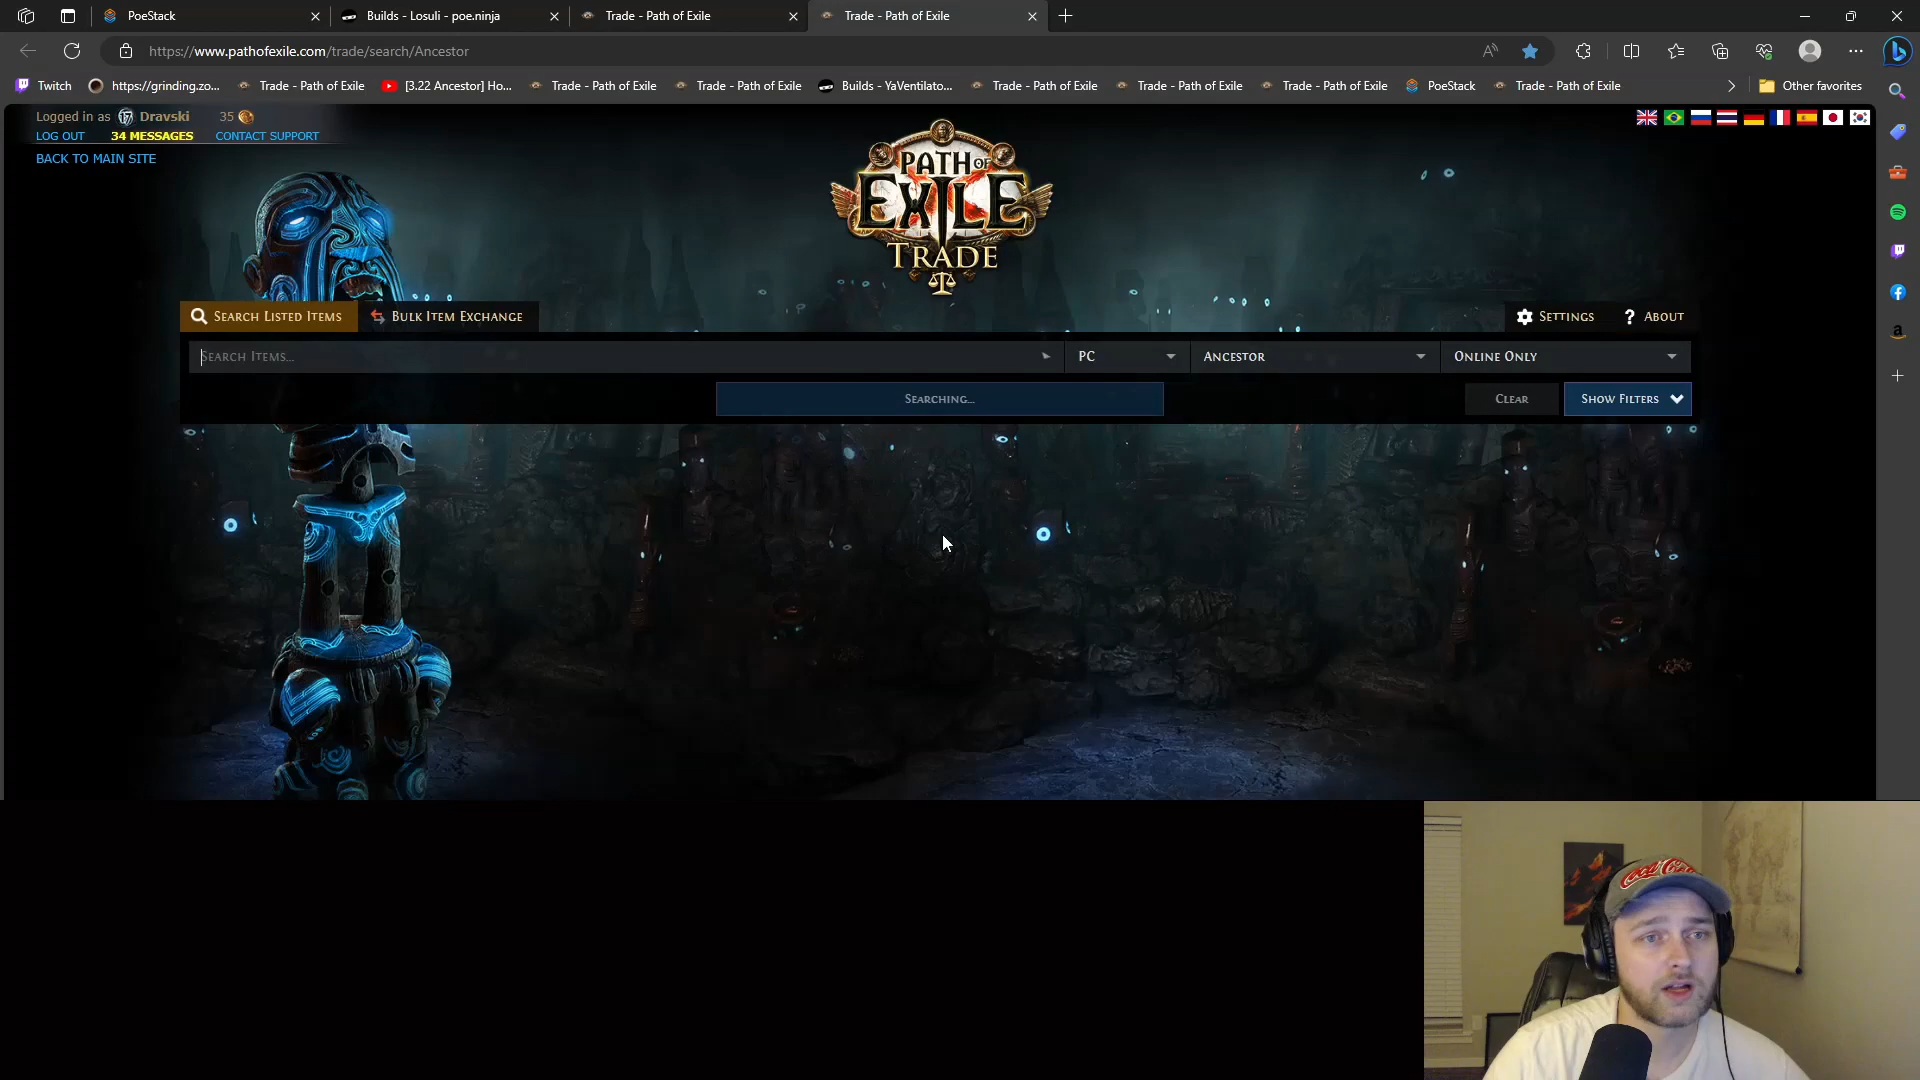 PoeStack
Builds - Losuli - poe.ninja
Trade - Path of Exile
Trade - Path of Exile
https://www.pathofexile.com/trade/search/Ancestor
Twitch
https://grinding.zo...
Trade - Path of Exile
[3.22 Ancestor] Ho...
Trade - Path of Exile
Trade - Path of Exile
Builds - YaVentilato...
Trade - Path of Exile
Trade - Path of Exile
Trade - Path of Exile
PoeStack
Trade - Path of Exile
Other favorites
Logged in as Dravski 35
LOG OUT 34 MESSAGES CONTACT SUPPORT
BACK TO MAIN SITE
PATH OF
EXILE
TRADE
SEARCH LISTED ITEMS
BULK ITEM EXCHANGE
SETTINGS
? ABOUT
SEARCH ITEMS...
PC
ANCESTOR
ONLINE ONLY
SEARCHING...
CLEAR
SHOW FILTERS
Coca-Cola